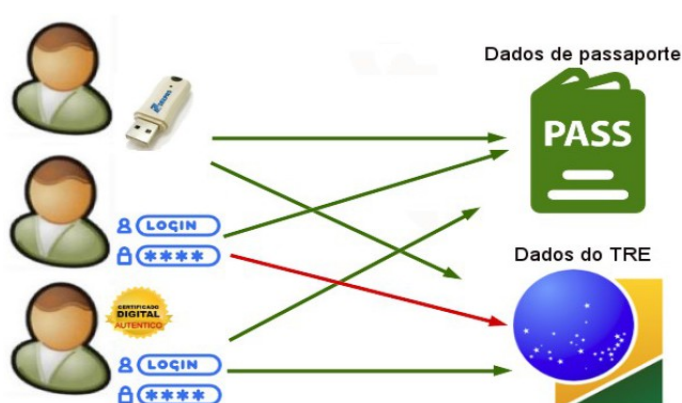 Dados de passaporte
PASS
LOGIN
****
Dados do TRE
CERTIFICADO
DIGITAL
AUTENTICO
LOGIN
****